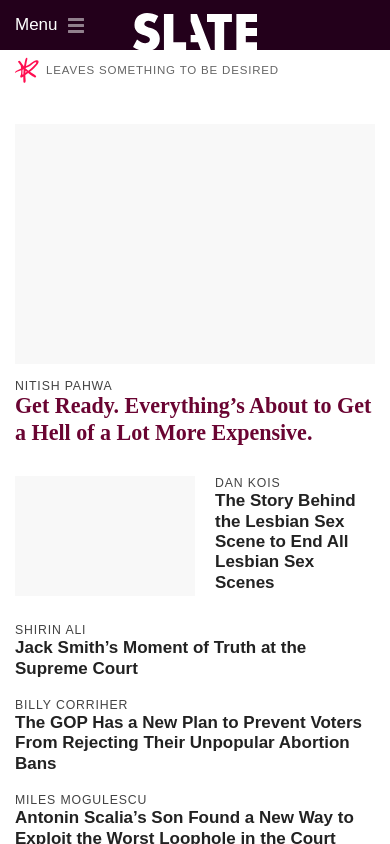 Menu
SLATE
LEAVES SOMETHING TO BE DESIRED
NITISH PAHWA
Get Ready. Everything’s About to Get
a Hell of a Lot More Expensive.
DAN KOIS
The Story Behind
the Lesbian Sex
Scene to End All
Lesbian Sex
Scenes
SHIRIN ALI
Jack Smith’s Moment of Truth at the
Supreme Court
BILLY CORRIHER
The GOP Has a New Plan to Prevent Voters
From Rejecting Their Unpopular Abortion
Bans
MILES MOGULESCU
Antonin Scalia’s Son Found a New Way to
Exploit the Worst Loophole in the Court